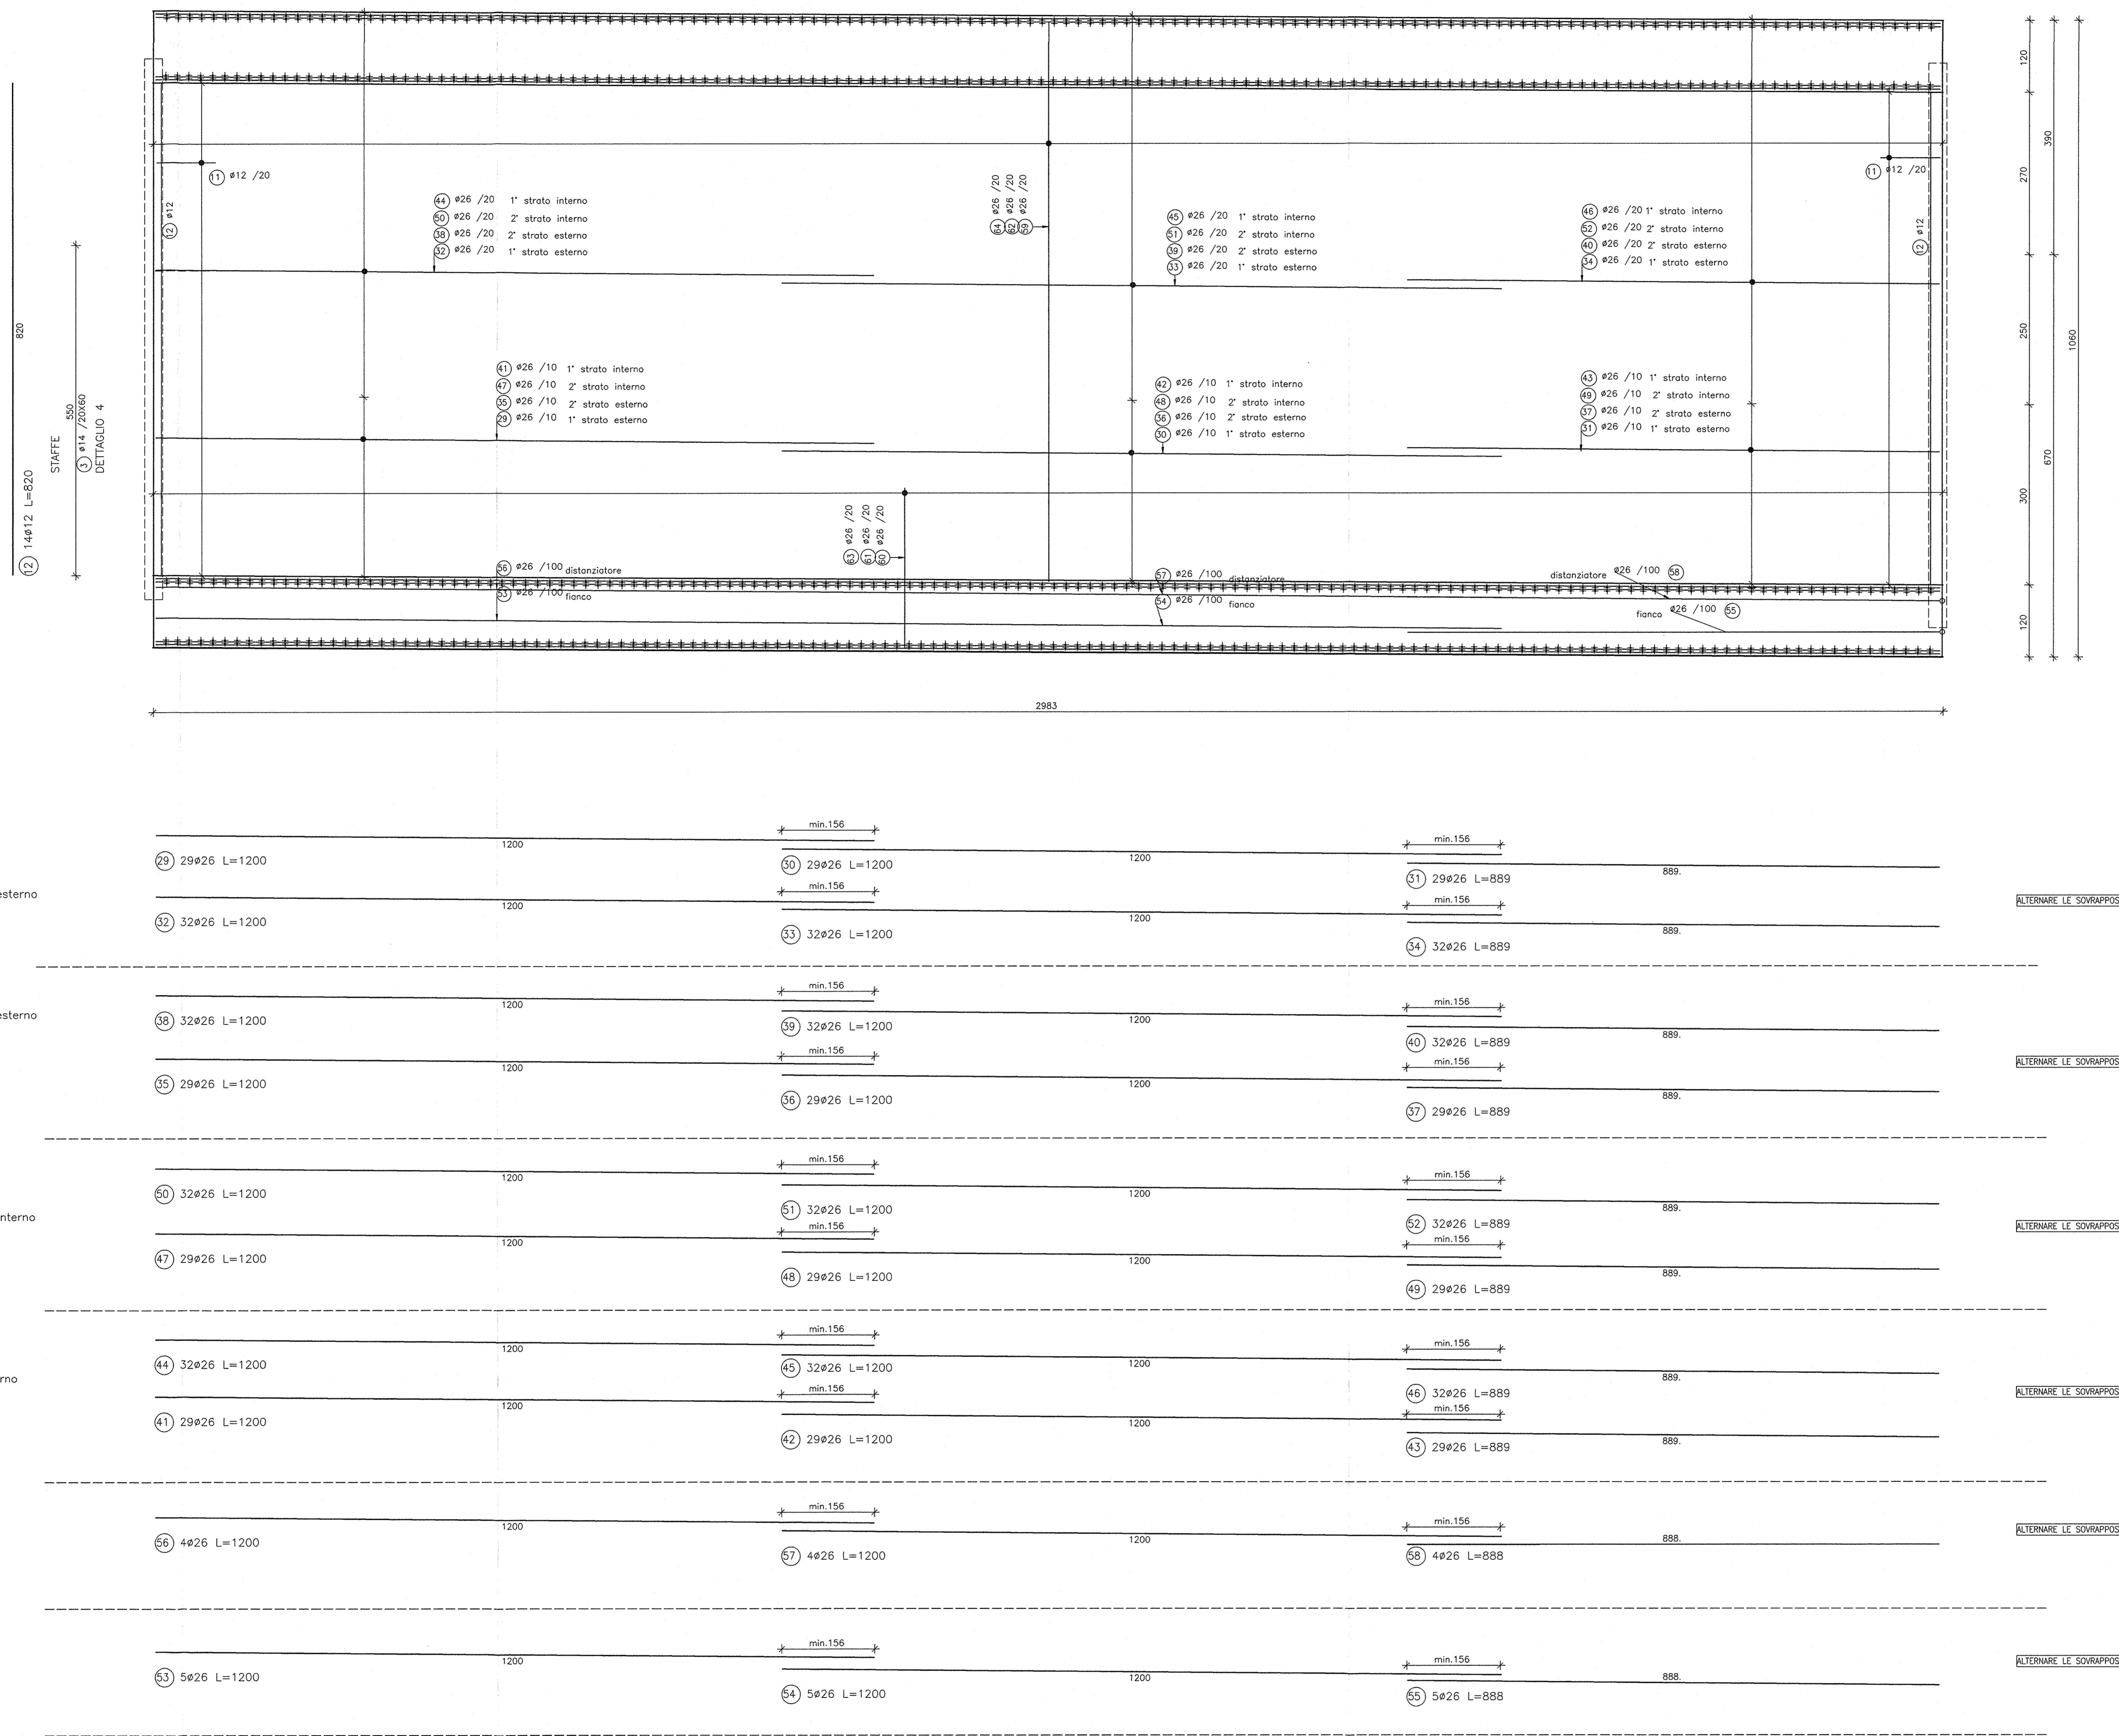 120
390
270
250
1060
670
300
120
820
12 14ø12 L=820
STAFFE
550
3 ø14 /20X60
DETTAGLIO 4
12 ø12
11 ø12 /20
44 ø26 /20 1° strato interno
50 ø26 /20 2° strato interno
38 ø26 /20 2° strato esterno
32 ø26 /20 1° strato esterno
64 ø26 /20
62 ø26 /20
59 ø26 /20
45 ø26 /20 1° strato interno
51 ø26 /20 2° strato interno
39 ø26 /20 2° strato esterno
33 ø26 /20 1° strato esterno
46 ø26 /20 1° strato interno
52 ø26 /20 2° strato interno
40 ø26 /20 2° strato esterno
34 ø26 /20 1° strato esterno
11 ø12 /20
12 ø12
41 ø26 /10 1° strato interno
47 ø26 /10 2° strato interno
35 ø26 /10 2° strato esterno
29 ø26 /10 1° strato esterno
42 ø26 /10 1° strato interno
48 ø26 /10 2° strato interno
36 ø26 /10 2° strato esterno
30 ø26 /10 1° strato esterno
43 ø26 /10 1° strato interno
49 ø26 /10 2° strato interno
37 ø26 /10 2° strato esterno
31 ø26 /10 1° strato esterno
63 ø26 /20
61 ø26 /20
60 ø26 /20
56 ø26 /100 distanziatore
53 ø26 /100 fianco
57 ø26 /100 distanziatore
54 ø26 /100 fianco
distanziatore ø26 /100 58
fianco ø26 /100 55
2983
min.156
1200
29 29ø26 L=1200
1200
30 29ø26 L=1200
min.156
889.
31 29ø26 L=889
esterno
min.156
1200
32 32ø26 L=1200
1200
33 32ø26 L=1200
min.156
889.
34 32ø26 L=889
ALTERNARE LE SOVRAPPOS
min.156
1200
38 32ø26 L=1200
1200
39 32ø26 L=1200
min.156
889.
40 32ø26 L=889
esterno
min.156
1200
35 29ø26 L=1200
1200
36 29ø26 L=1200
min.156
889.
37 29ø26 L=889
ALTERNARE LE SOVRAPPOS
min.156
1200
50 32ø26 L=1200
1200
51 32ø26 L=1200
min.156
889.
52 32ø26 L=889
nterno
min.156
1200
47 29ø26 L=1200
1200
48 29ø26 L=1200
min.156
889.
49 29ø26 L=889
ALTERNARE LE SOVRAPPOS
min.156
1200
44 32ø26 L=1200
1200
45 32ø26 L=1200
min.156
889.
46 32ø26 L=889
rno
min.156
1200
41 29ø26 L=1200
1200
42 29ø26 L=1200
min.156
889.
43 29ø26 L=889
ALTERNARE LE SOVRAPPOS
min.156
1200
56 4ø26 L=1200
1200
57 4ø26 L=1200
min.156
888.
58 4ø26 L=888
ALTERNARE LE SOVRAPPOS
min.156
1200
53 5ø26 L=1200
1200
54 5ø26 L=1200
min.156
888.
55 5ø26 L=888
ALTERNARE LE SOVRAPPOS